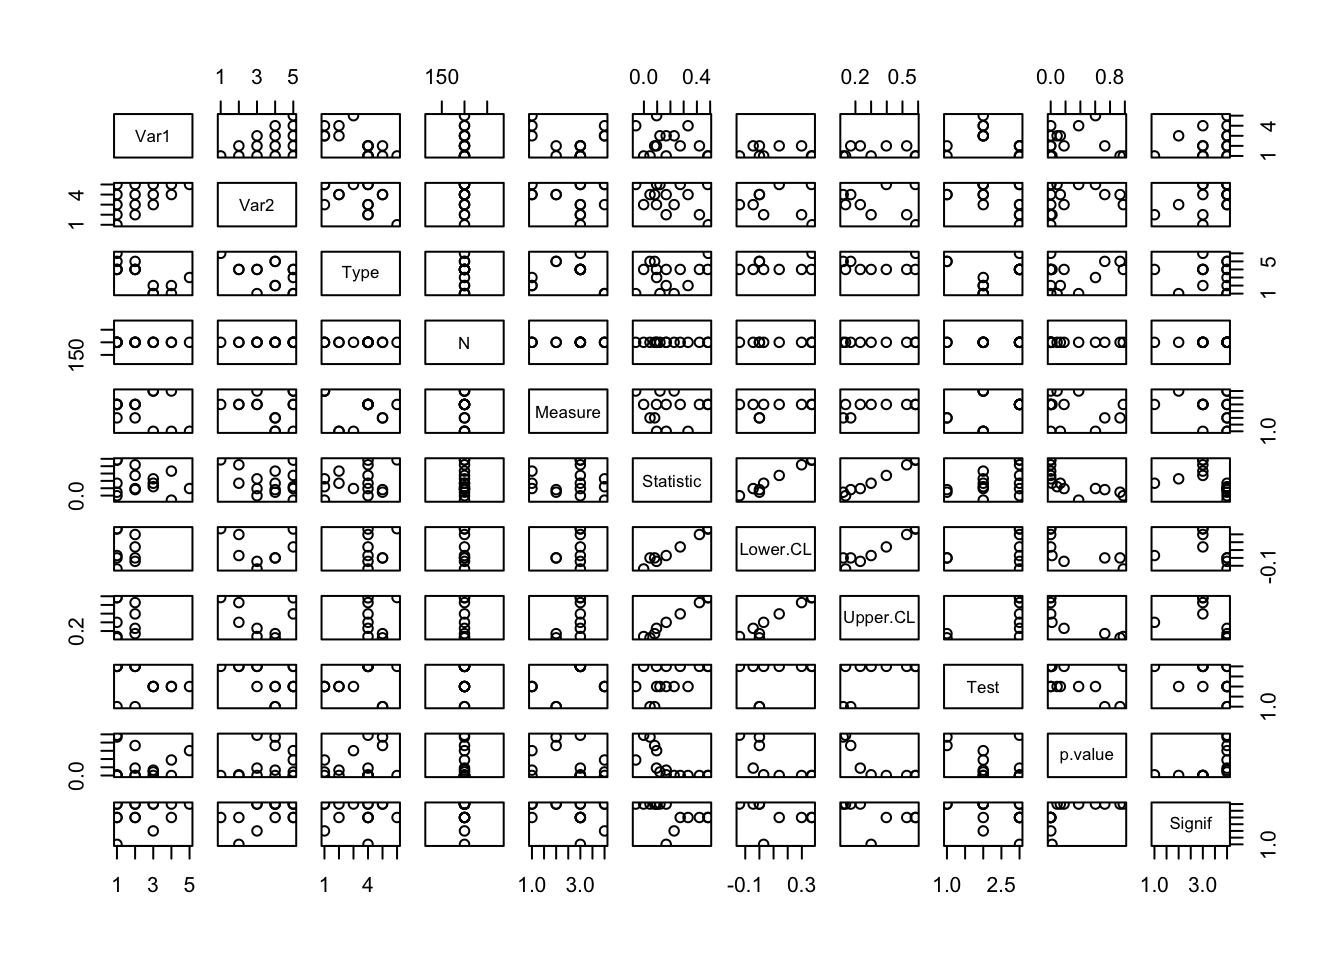 1 3 5 150 0.0 0.4 0.2 0.5 0.0 0.8
Var1 1 4
1 4 Var2
Type 1 5
150 N
Measure 1.0
0.0 Statistic
Lower.CL -0.1
0.2 Upper.CL
Test 1.0
0.0 p.value
Signif 1.0
1 3 5 1 4 1.0 3.0 -0.1 0.3 1.0 2.5 1.0 3.0